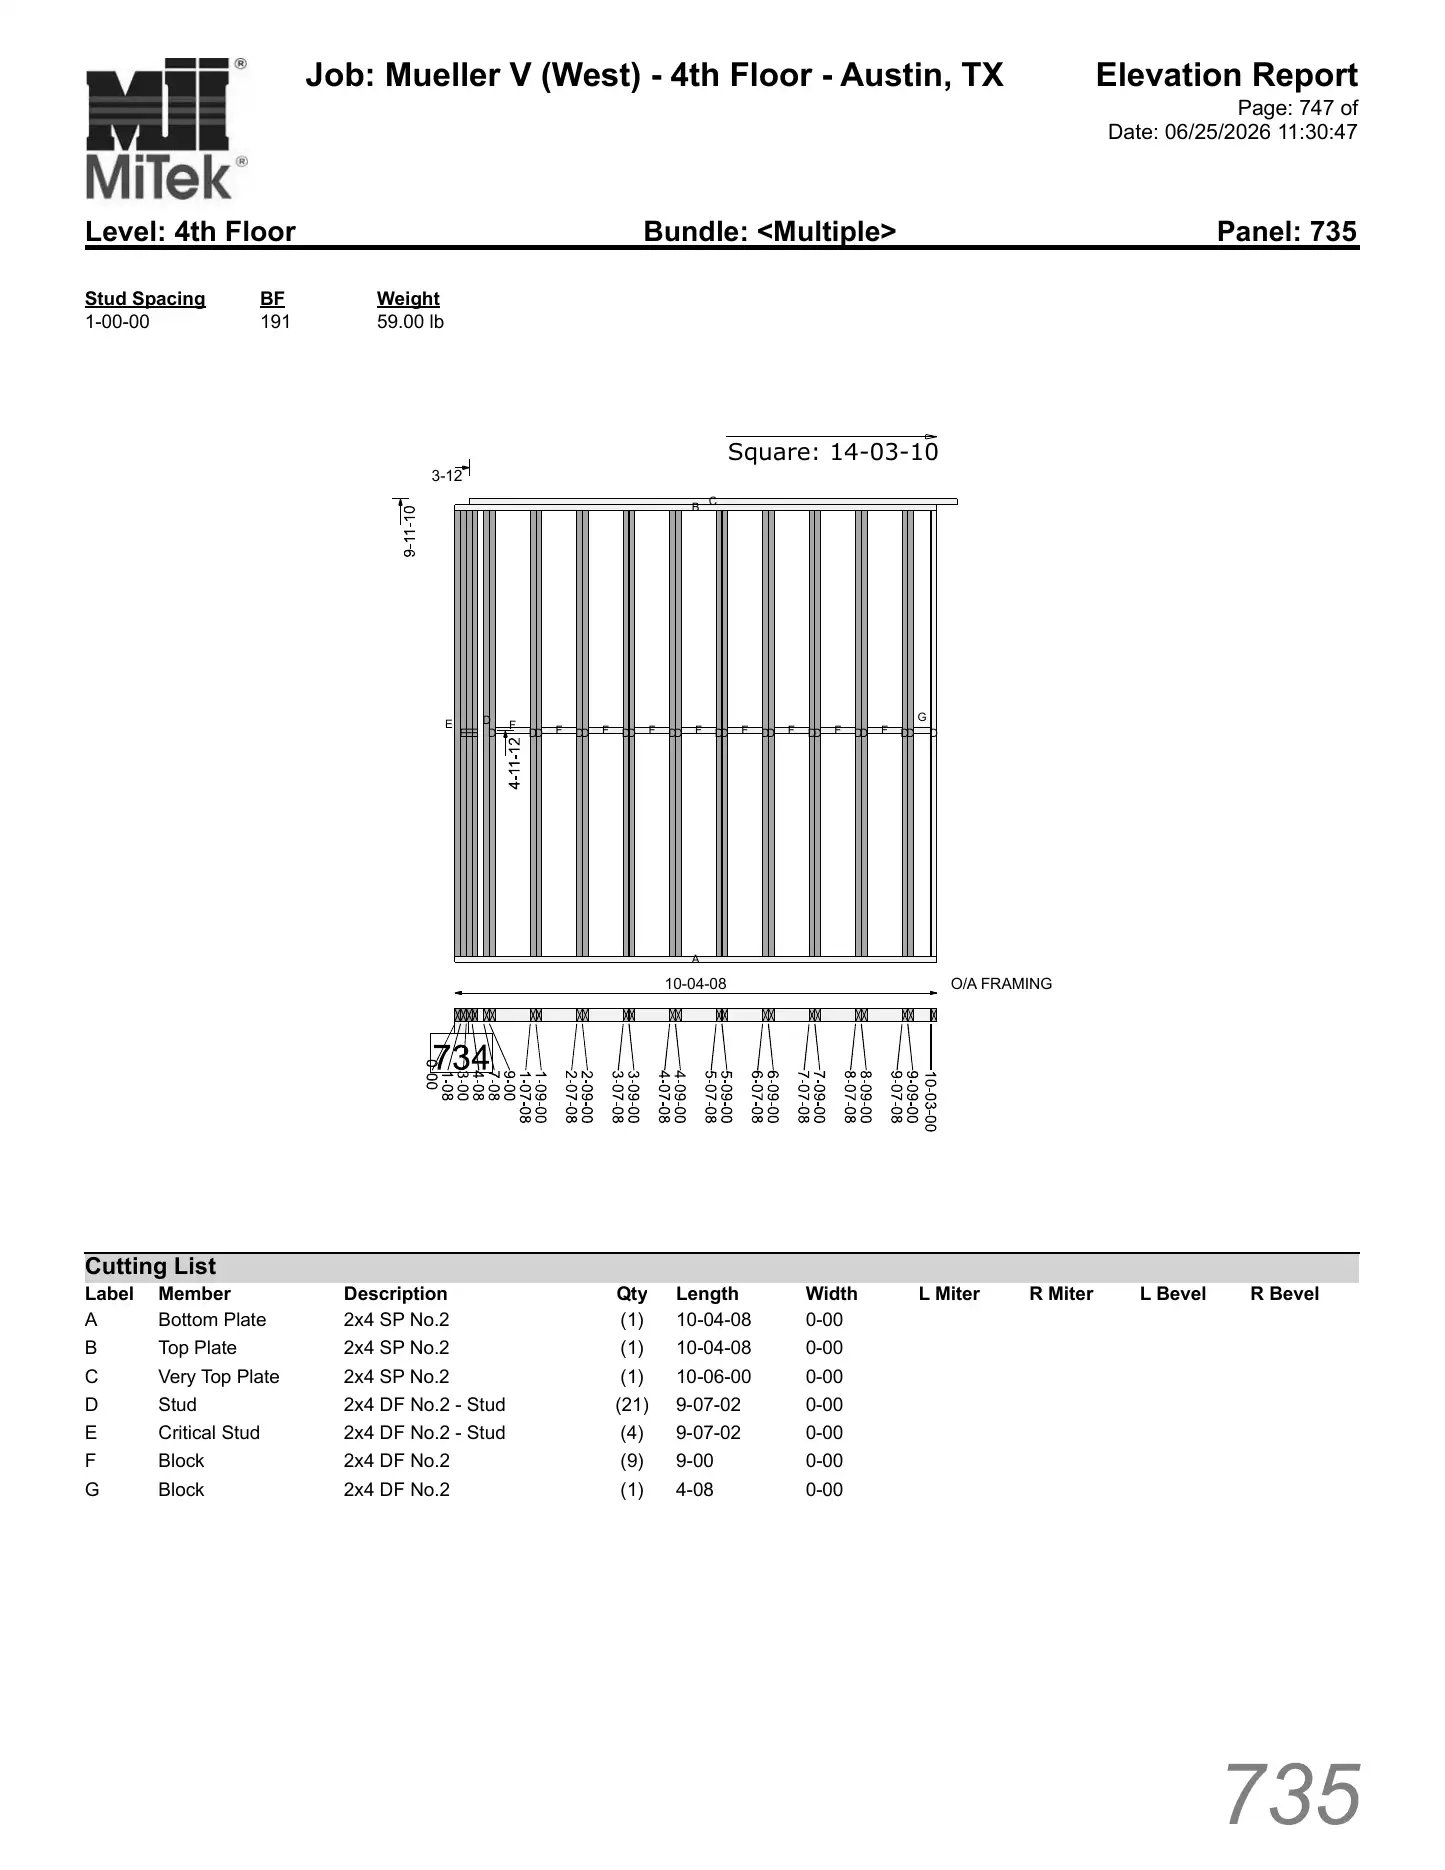 MiTek®
®
Job: Mueller V (West) - 4th Floor - Austin, TX
Elevation Report
Page: 747 of
Date: 06/25/2026 11:30:47
Level: 4th Floor Bundle: <Multiple> Panel: 735
Stud Spacing BF Weight
1-00-00 191 59.00 lb
Square: 14-03-10
3-12
C
B
9-11-10
E D F F F F F F F F F G
D D D D D D D D D D D D D D D D D D D D
4-11-12
A
10-04-08 O/A FRAMING
734
0-00 1-08 3-00 4-08 7-08 9-00 1-07-08 1-09-00 2-07-08 2-09-00 3-07-08 3-09-00 4-07-08 4-09-00 5-07-08 5-09-00 6-07-08 6-09-00 7-07-08 7-09-00 8-07-08 8-09-00 9-07-08 9-09-00 10-03-00
Cutting List
Label Member Description Qty Length Width L Miter R Miter L Bevel R Bevel
A Bottom Plate 2x4 SP No.2 (1) 10-04-08 0-00
B Top Plate 2x4 SP No.2 (1) 10-04-08 0-00
C Very Top Plate 2x4 SP No.2 (1) 10-06-00 0-00
D Stud 2x4 DF No.2 - Stud (21) 9-07-02 0-00
E Critical Stud 2x4 DF No.2 - Stud (4) 9-07-02 0-00
F Block 2x4 DF No.2 (9) 9-00 0-00
G Block 2x4 DF No.2 (1) 4-08 0-00
735